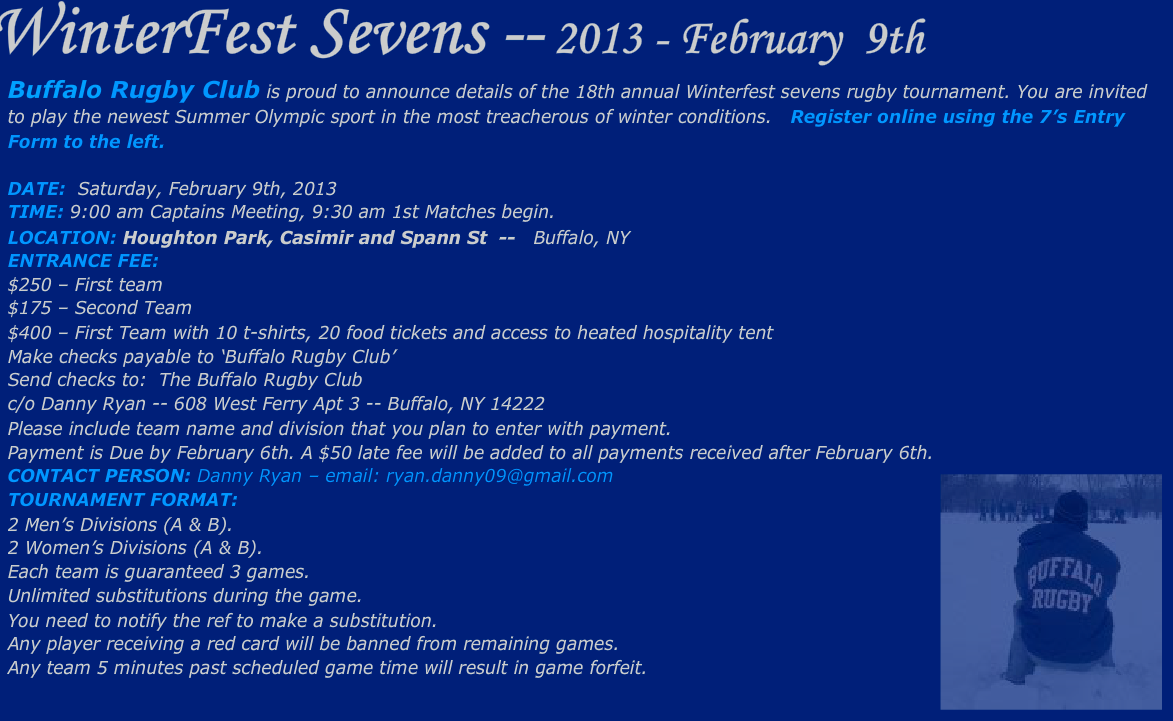 WinterFest Sevens -- 2013 - February 9th
Buffalo Rugby Club is proud to announce details of the 18th annual Winterfest sevens rugby tournament. You are invited
to play the newest Summer Olympic sport in the most treacherous of winter conditions. Register online using the 7’s Entry
Form to the left.
DATE: Saturday, February 9th, 2013
TIME: 9:00 am Captains Meeting, 9:30 am 1st Matches begin.
LOCATION: Houghton Park, Casimir and Spann St -- Buffalo, NY
ENTRANCE FEE:
$250 – First team
$175 – Second Team
$400 – First Team with 10 t-shirts, 20 food tickets and access to heated hospitality tent
Make checks payable to ‘Buffalo Rugby Club’
Send checks to: The Buffalo Rugby Club
c/o Danny Ryan -- 608 West Ferry Apt 3 -- Buffalo, NY 14222
Please include team name and division that you plan to enter with payment.
Payment is Due by February 6th. A $50 late fee will be added to all payments received after February 6th.
CONTACT PERSON: Danny Ryan – email: ryan.danny09@gmail.com
TOURNAMENT FORMAT:
2 Men’s Divisions (A & B).
2 Women’s Divisions (A & B).
Each team is guaranteed 3 games.
Unlimited substitutions during the game.
You need to notify the ref to make a substitution.
Any player receiving a red card will be banned from remaining games.
Any team 5 minutes past scheduled game time will result in game forfeit.
BUFFALO
RUGBY